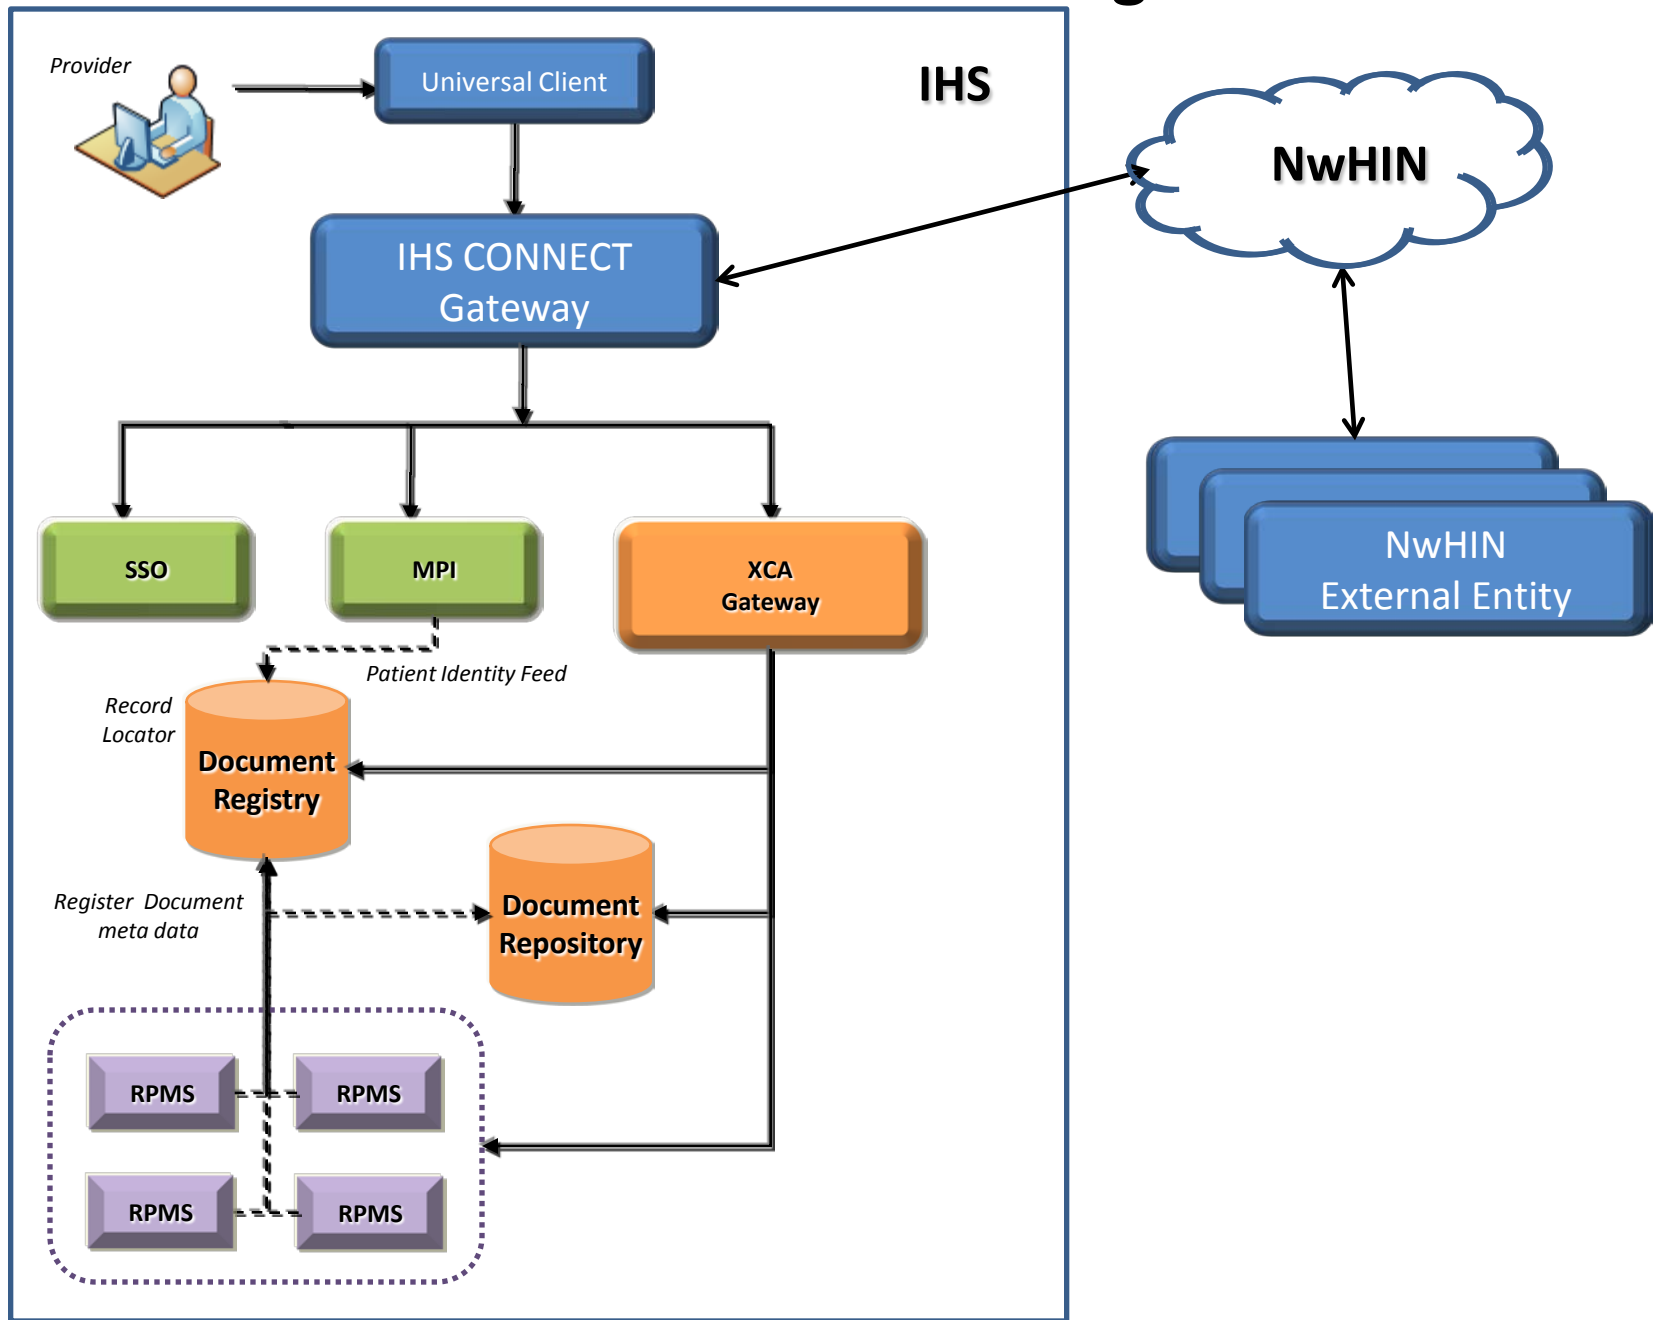 Provider
Universal Client
IHS
NwHIN
IHS CONNECT
Gateway
SSO
MPI
XCA
Gateway
NwHIN
External Entity
Patient Identity Feed
Record
Locator
Document
Registry
Register Document
meta data
Document
Repository
RPMS
RPMS
RPMS
RPMS